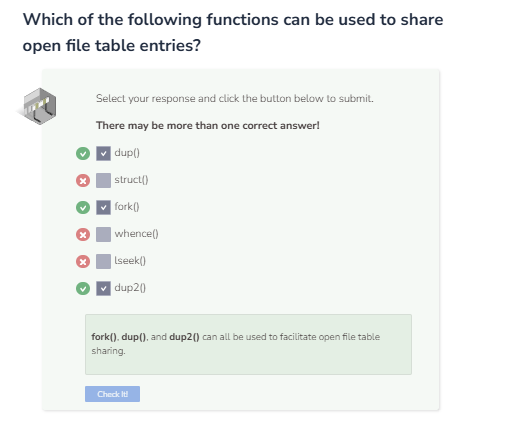 Which of the following functions can be used to share
open file table entries?
Select your response and click the button below to submit.
There may be more than one correct answer!
dup()
struct()
fork()
whence()
lseek()
dup2()
fork(), dup(), and dup2() can all be used to facilitate open file table
sharing.
Check It!